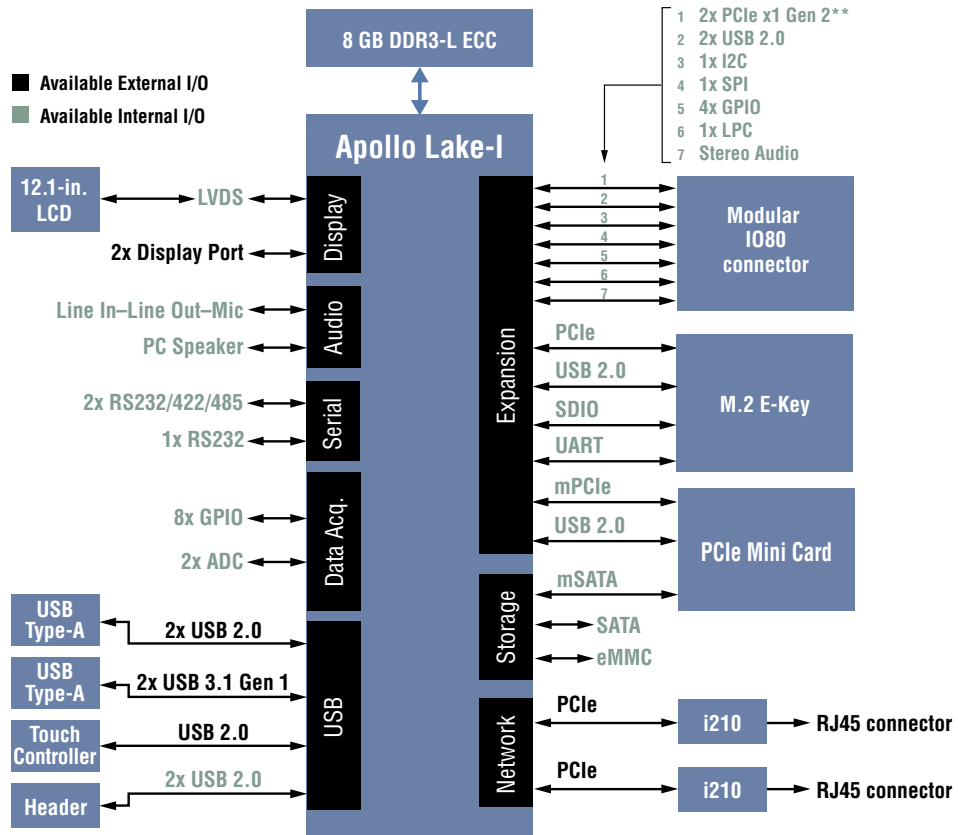 8 GB DDR3-L ECC
1 2x PCIe x1 Gen 2**
2 2x USB 2.0
3 1x I2C
4 1x SPI
5 4x GPIO
6 1x LPC
7 Stereo Audio
Available External I/O
Available Internal I/O
Apollo Lake-I
12.1-in.
LCD
LVDS
2x Display Port
Display
Line In–Line Out–Mic
PC Speaker
Audio
2x RS232/422/485
1x RS232
Serial
8x GPIO
2x ADC
Data Acq.
USB
Type-A
2x USB 2.0
USB
Type-A
2x USB 3.1 Gen 1
Touch
Controller
USB 2.0
Header
2x USB 2.0
USB
Expansion
1
2
3
4
5
6
7
Modular
IO80
connector
PCIe
USB 2.0
SDIO
UART
M.2 E-Key
mPCIe
USB 2.0
mSATA
PCIe Mini Card
Storage
SATA
eMMC
Network
PCIe
i210
RJ45 connector
PCIe
i210
RJ45 connector